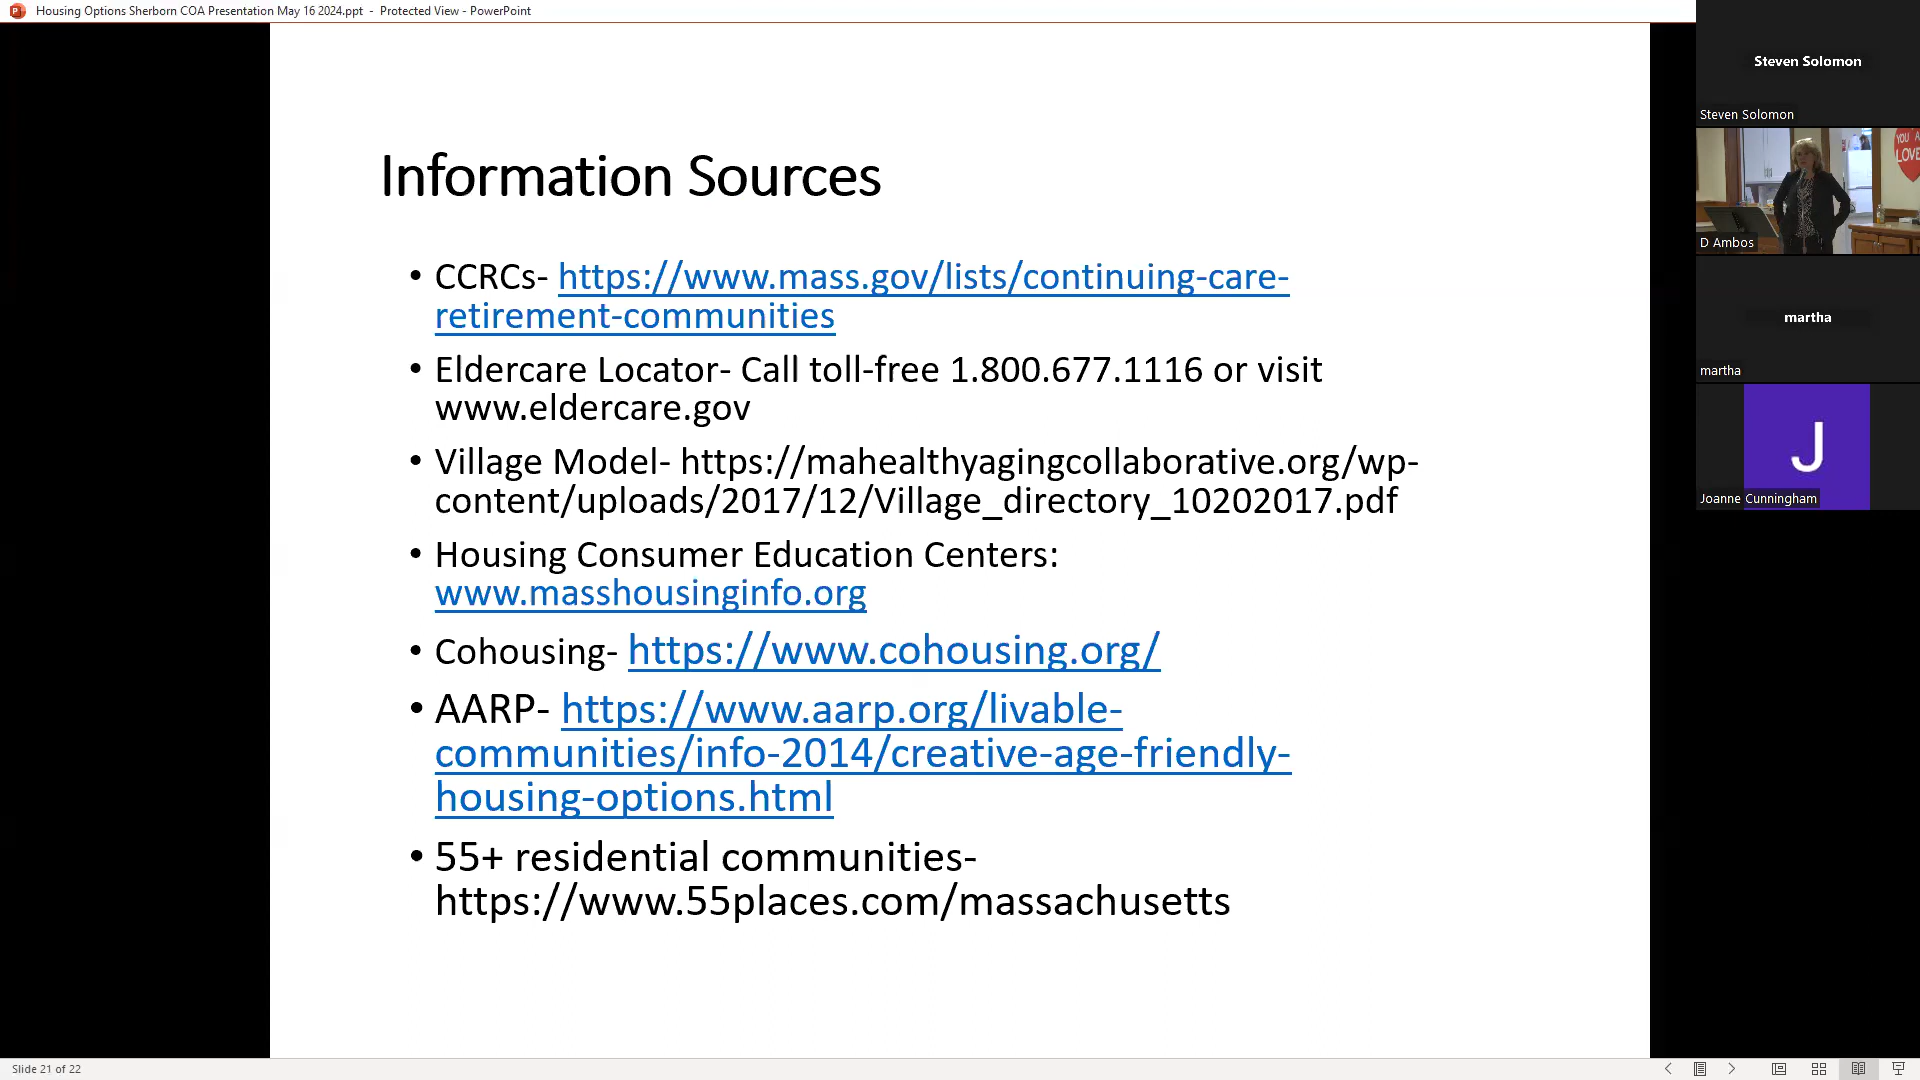 Housing Options Sherborn COA Presentation May 16 2024.ppt - Protected View - PowerPoint
Information Sources
• CCRCs- https://www.mass.gov/lists/continuing-care-
retirement-communities
• Eldercare Locator- Call toll-free 1.800.677.1116 or visit
www.eldercare.gov
• Village Model- https://mahealthyagingcollaborative.org/wp-
content/uploads/2017/12/Village_directory_10202017.pdf
• Housing Consumer Education Centers:
www.masshousinginfo.org
• Cohousing- https://www.cohousing.org/
• AARP- https://www.aarp.org/livable-
communities/info-2014/creative-age-friendly-
housing-options.html
• 55+ residential communities-
https://www.55places.com/massachusetts
Slide 21 of 22
Steven Solomon
Steven Solomon
YOU A
LOVE
D Ambos
martha
martha
J
Joanne Cunningham